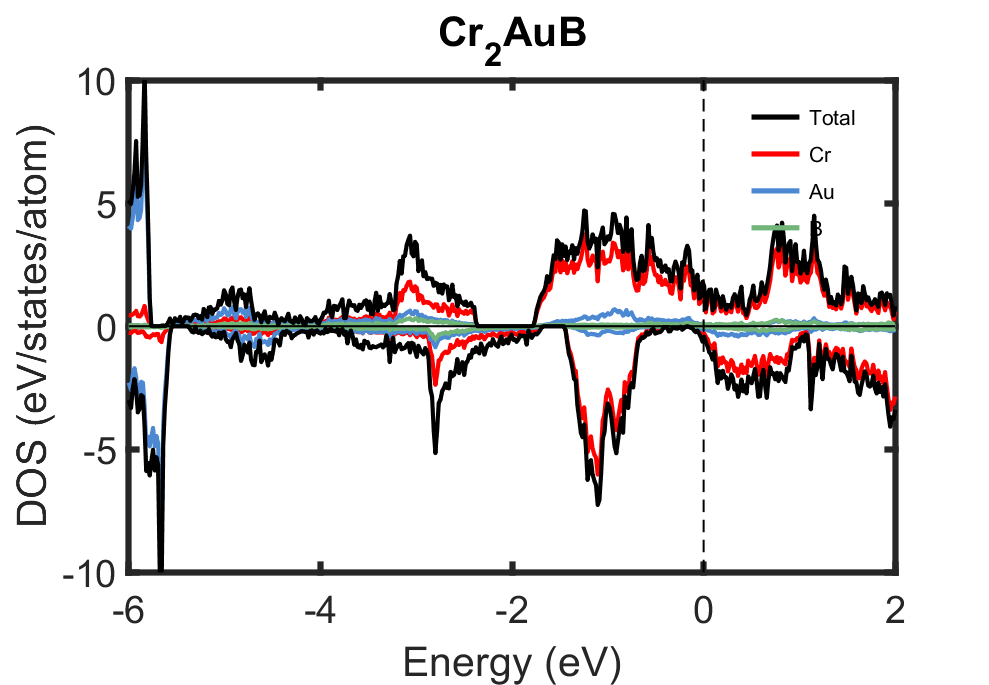 Cr2AuB
10
5
0
-5
-10
-6
-4
-2
0
2
DOS (eV/states/atom)
Energy (eV)
Total
Cr
Au
B